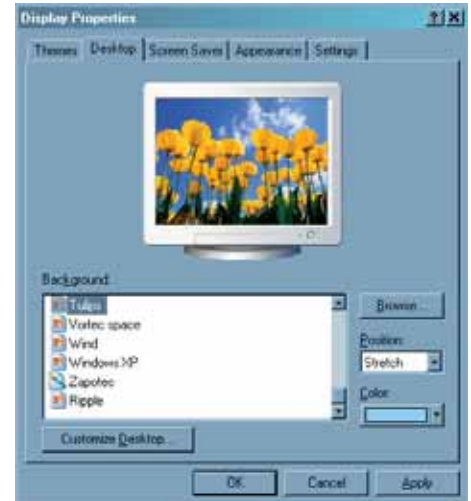 Display Properties
Themes Desktop Screen Saver Appearance Settings
Background
Tulips
Vortec space
Wind
Windows XP
Zapotec
Ripple
Browse...
Position:
Stretch
Color:
Customize Desktop...
OK Cancel Apply